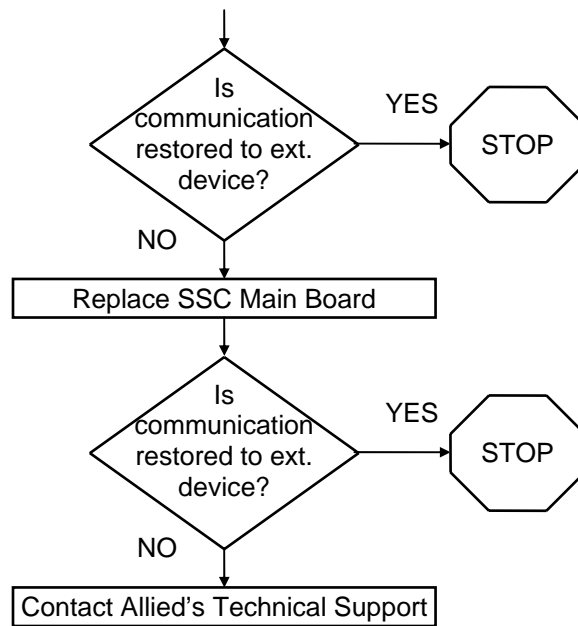 Is
communication
restored to ext.
device?
YES
STOP
NO
Replace SSC Main Board
Is
communication
restored to ext.
device?
YES
STOP
NO
Contact Allied's Technical Support